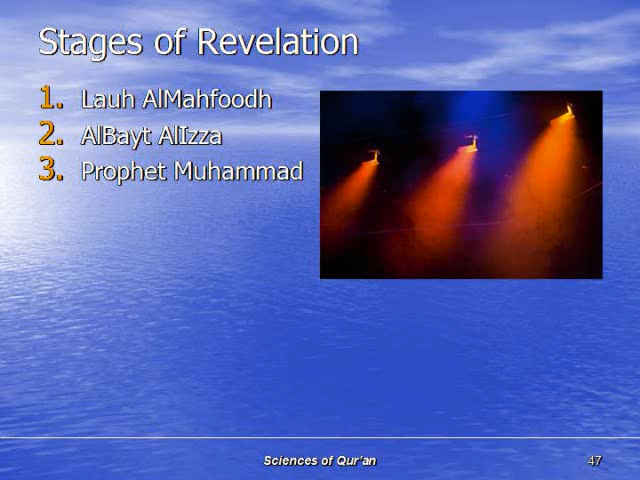 Stages of Revelation
1. Lauh AlMahfoodh
2. AlBayt AlIzza
3. Prophet Muhammad
Sciences of Qur'an
47